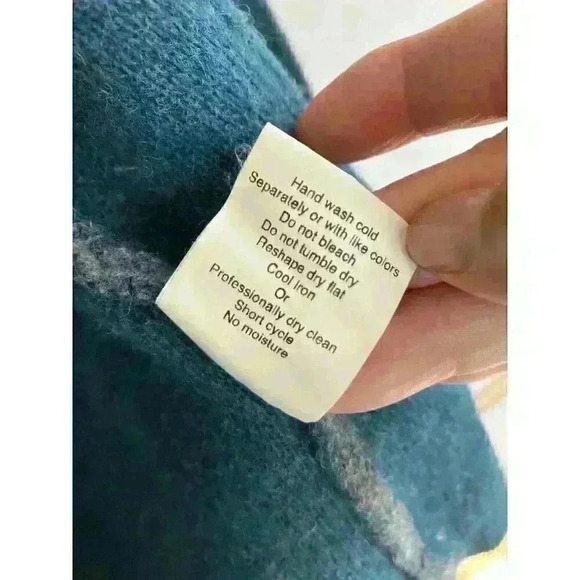 Hand wash cold
Separately or with like colors
Do not bleach
Do not tumble dry
Reshape dry flat
Cool iron
Or
Professionally dry clean
Short cycle
No moisture